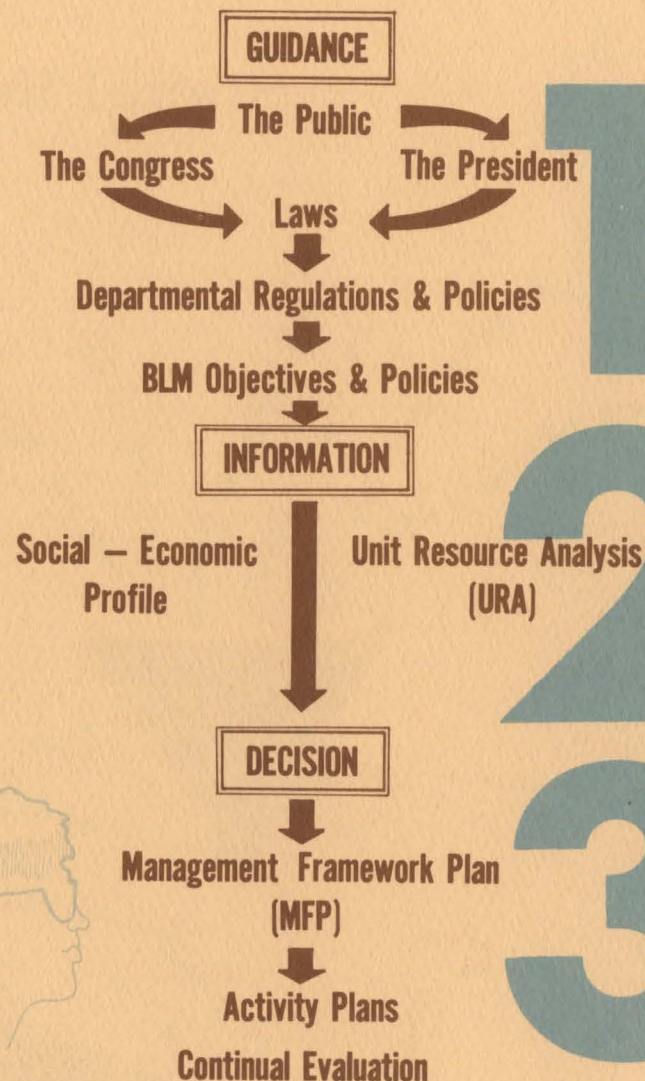 GUIDANCE
The Public
The Congress
The President
Laws
Departmental Regulations & Policies
BLM Objectives & Policies
INFORMATION
Social – Economic
Profile
Unit Resource Analysis
(URA)
DECISION
Management Framework Plan
(MFP)
Activity Plans
Continual Evaluation
1
2
3